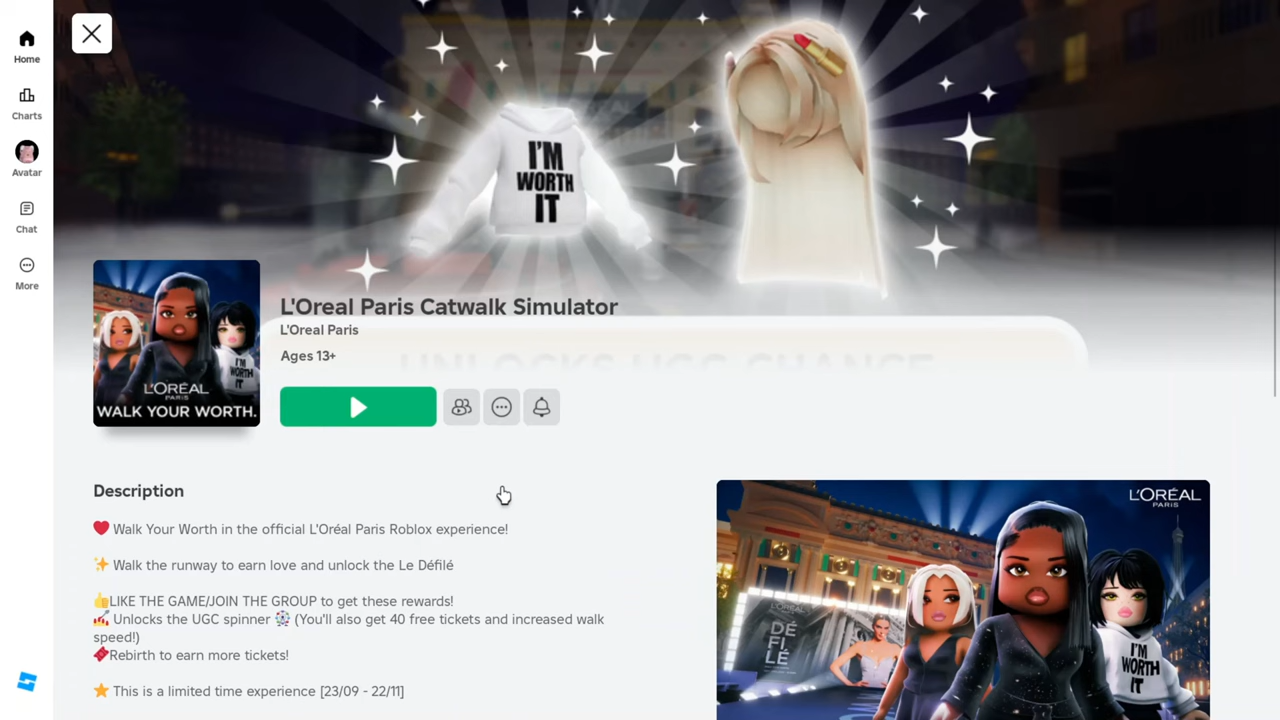 Home
Charts
Avatar
Chat
More
I'M
WORTH
IT
L'ORÉAL
PARIS
WALK YOUR WORTH.
L'Oreal Paris Catwalk Simulator
L'Oreal Paris
Ages 13+
UNLOCKS UGC CHANCE
Description
❤️ Walk Your Worth in the official L'Oréal Paris Roblox experience!
✨ Walk the runway to earn love and unlock the Le Défilé
👍LIKE THE GAME/JOIN THE GROUP to get these rewards!
💅 Unlocks the UGC spinner 🎡 (You'll also get 40 free tickets and increased walk
speed!)
Rebirth to earn more tickets!
⭐ This is a limited time experience [23/09 - 22/11]
L'ORÉAL
PARIS
DÉ
FI
LÉ
I'M
WORTH
IT